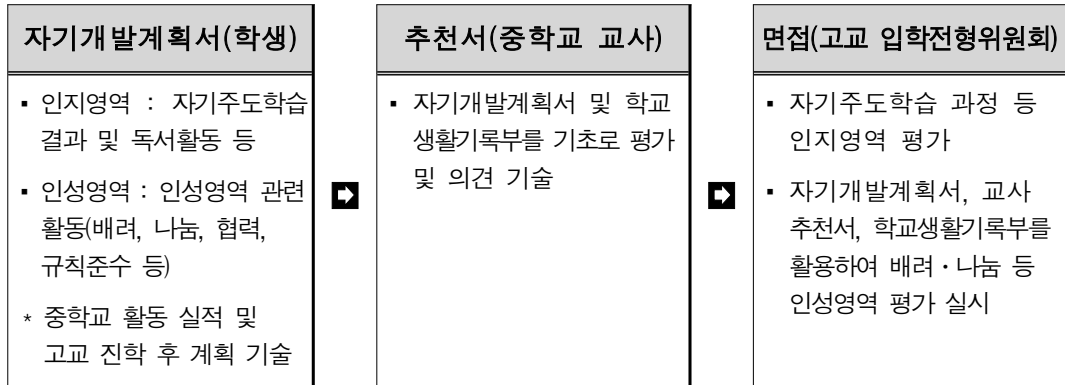 자기개발계획서(학생)
▪ 인지영역 : 자기주도학습
결과 및 독서활동 등
▪ 인성영역 : 인성영역 관련
활동(배려, 나눔, 협력,
규칙준수 등)
* 중학교 활동 실적 및
고교 진학 후 계획 기술
추천서(중학교 교사)
▪ 자기개발계획서 및 학교
생활기록부를 기초로 평가
및 의견 기술
면접(고교 입학전형위원회)
▪ 자기주도학습 과정 등
인지영역 평가
▪ 자기개발계획서, 교사
추천서, 학교생활기록부를
활용하여 배려・나눔 등
인성영역 평가 실시